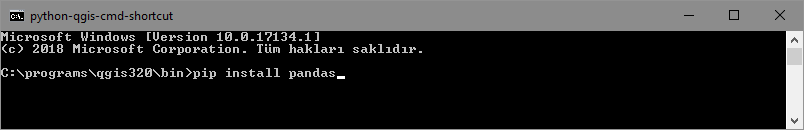 python-qgis-cmd-shortcut
Microsoft Windows [Version 10.0.17134.1]
(c) 2018 Microsoft Corporation. Tüm hakları saklıdır.
C:\programs\qgis320\bin>pip install pandas_